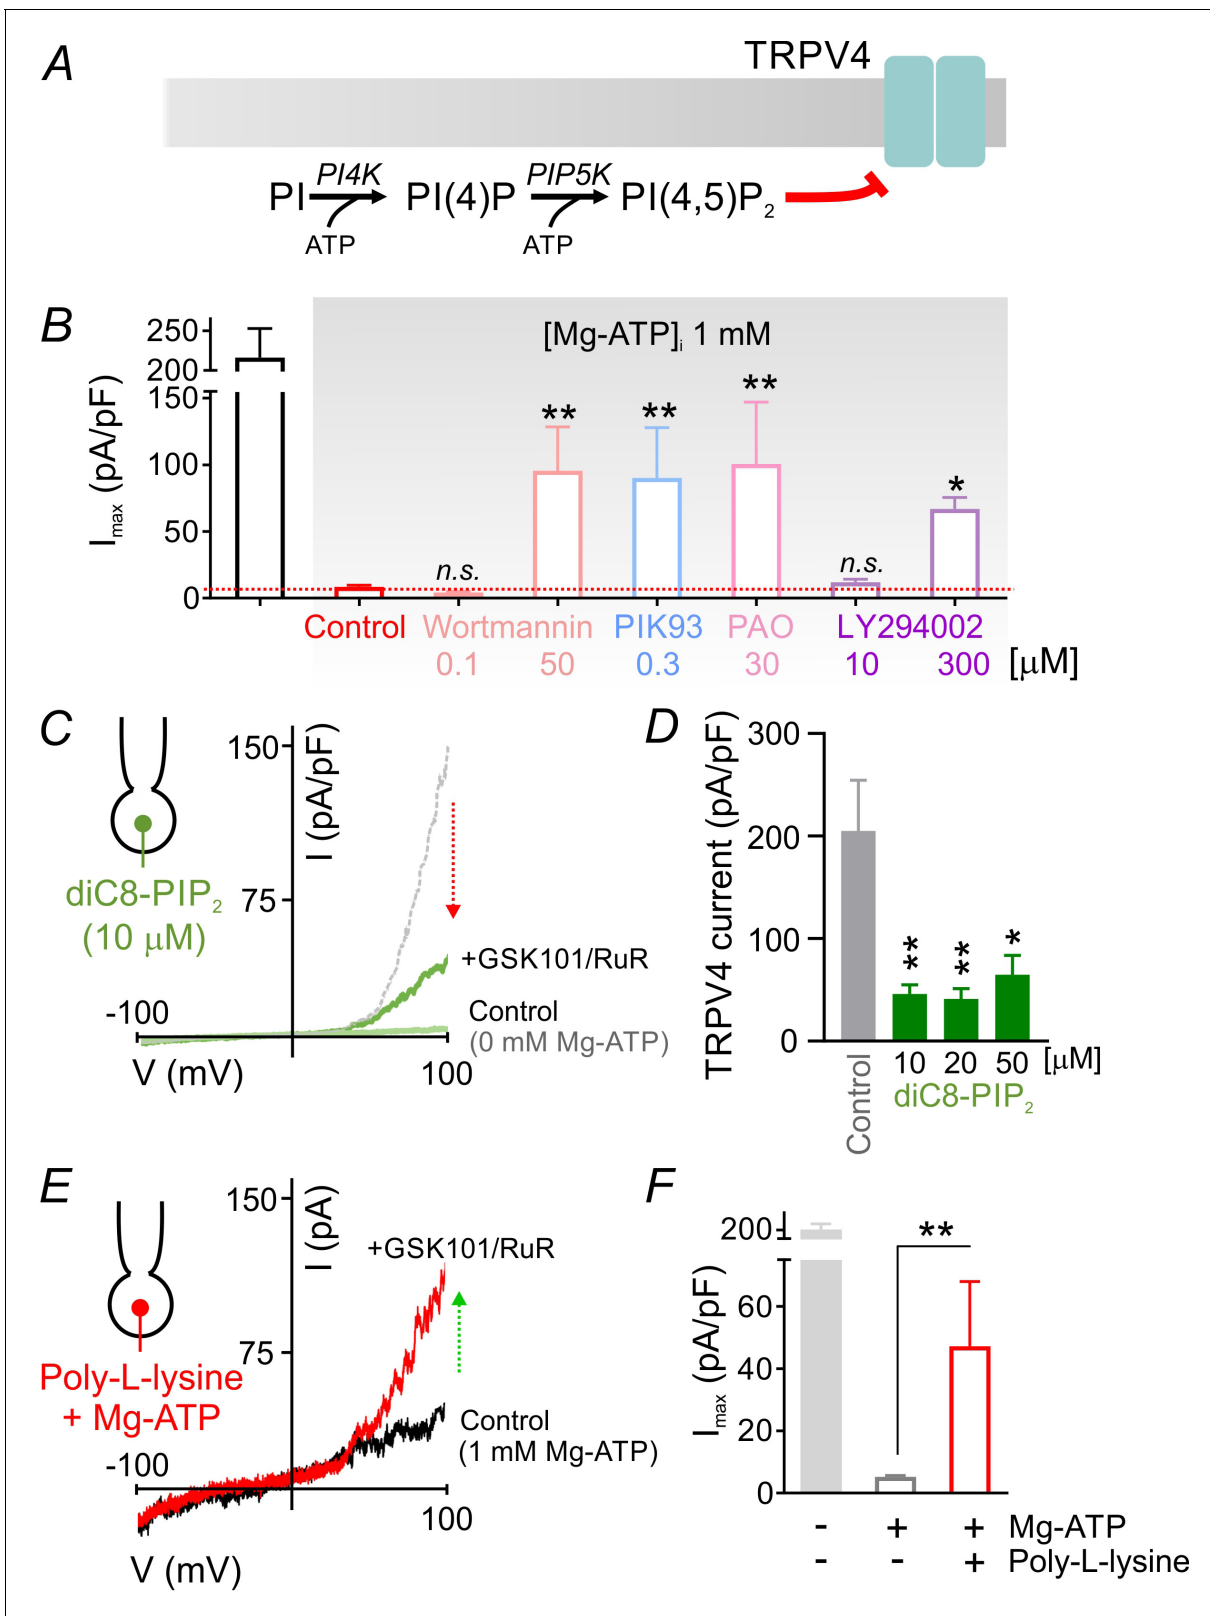 A
TRPV4
PI PI4K PI(4)P PIP5K PI(4,5)P2
ATP ATP
B
[Mg-ATP]i 1 mM
Imax (pA/pF)
250
200
150
100
50
0
n.s. ** ** ** n.s. *
Control Wortmannin PIK93 PAO LY294002
0.1 50 0.3 30 10 300 [μM]
C
diC8-PIP2
(10 μM)
I (pA/pF)
150
75
+GSK101/RuR
Control
(0 mM Mg-ATP)
-100
V (mV)
100
D
TRPV4 current (pA/pF)
300
200
100
0
** ** *
Control
10 20 50 [μM]
diC8-PIP2
E
Poly-L-lysine
+ Mg-ATP
I (pA)
150
75
+GSK101/RuR
Control
(1 mM Mg-ATP)
-100
100
V (mV)
F
Imax (pA/pF)
200
60
40
20
0
**
- + + Mg-ATP
- - + Poly-L-lysine